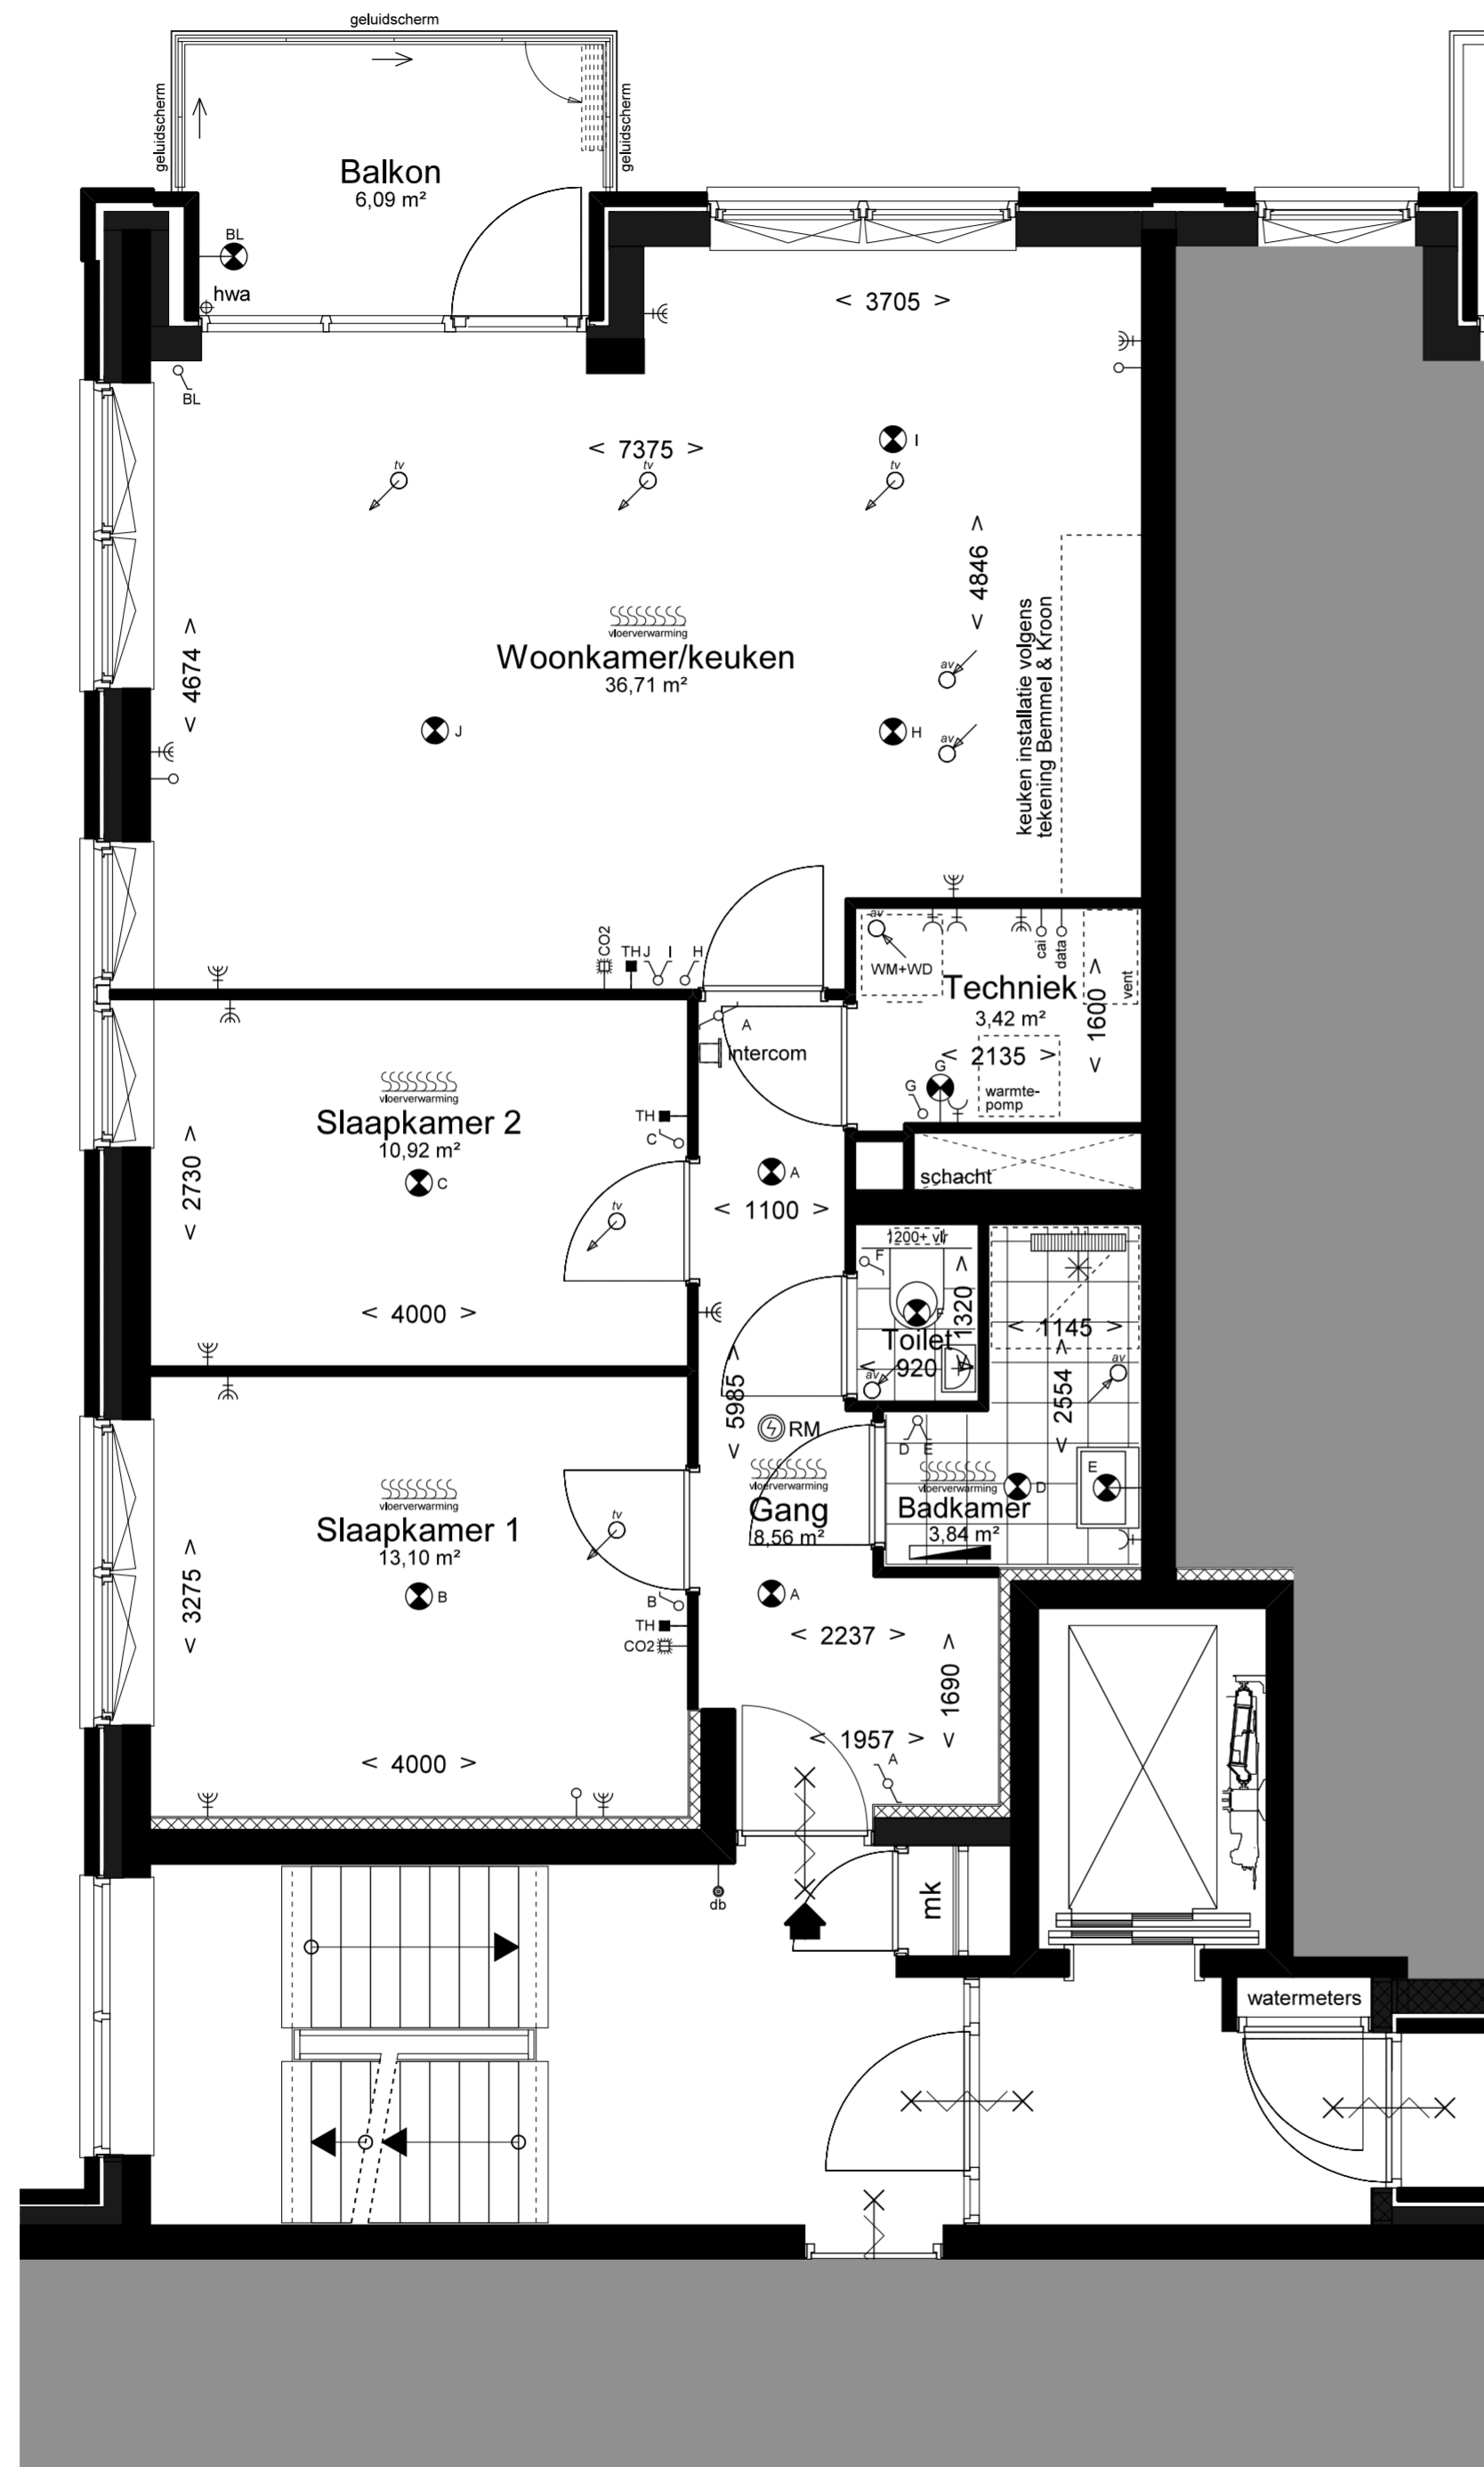 geluidscherm
geluidscherm
geluidscherm
Balkon
6,09 m²
BL
hwa
BL
< 3705 >
I
< 7375 >
tv
tv
tv
< 4846 >
vloerverwarming
Woonkamer/keuken
36,71 m²
< 4674 >
keuken installatie volgens
tekening Bemmel & Kroon
av
av
J
H
CO2
TH
J
I
H
av
WM+WD
cai
data
vent
Techniek
3,42 m²
< 1600 >
< 2135 >
G
G
warmte-
pomp
A
intercom
vloerverwarming
Slaapkamer 2
10,92 m²
C
TH
C
< 2730 >
tv
< 4000 >
A
< 1100 >
schacht
1200+ vlr
F
F
< 1320 >
Toilet
< 920 >
av
< 1145 >
< 2554 >
av
< 5985 >
RM
D
E
vloerverwarming
Gang
8,56 m²
vloerverwarming
Badkamer
3,84 m²
D
E
vloerverwarming
Slaapkamer 1
13,10 m²
B
tv
B
TH
CO2
< 3275 >
< 4000 >
A
< 2237 >
< 1690 >
< 1957 >
A
db
mk
watermeters